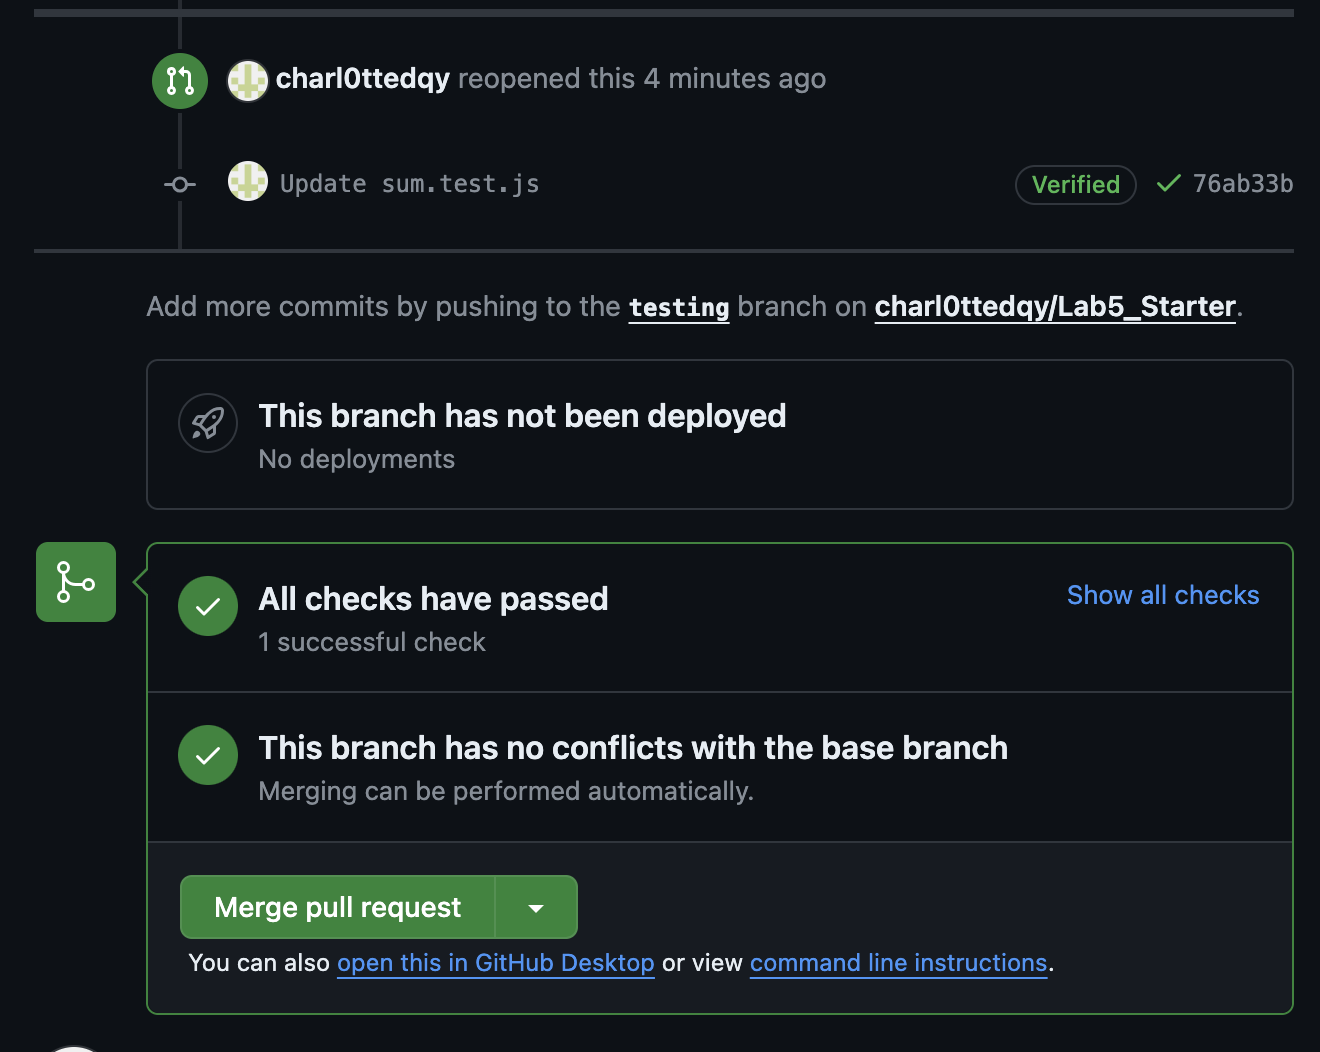 charl0ttedqy reopened this 4 minutes ago
Update sum.test.js Verified 76ab33b
Add more commits by pushing to the testing branch on charl0ttedqy/Lab5_Starter.
This branch has not been deployed
No deployments
All checks have passed Show all checks
1 successful check
This branch has no conflicts with the base branch
Merging can be performed automatically.
Merge pull request
You can also open this in GitHub Desktop or view command line instructions.